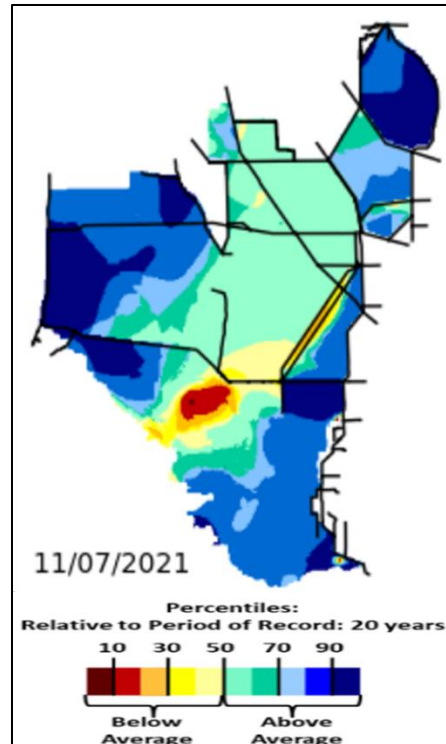 11/07/2021
Percentiles:
Relative to Period of Record: 20 years
10 30 50 70 90
Below Above
Average Average